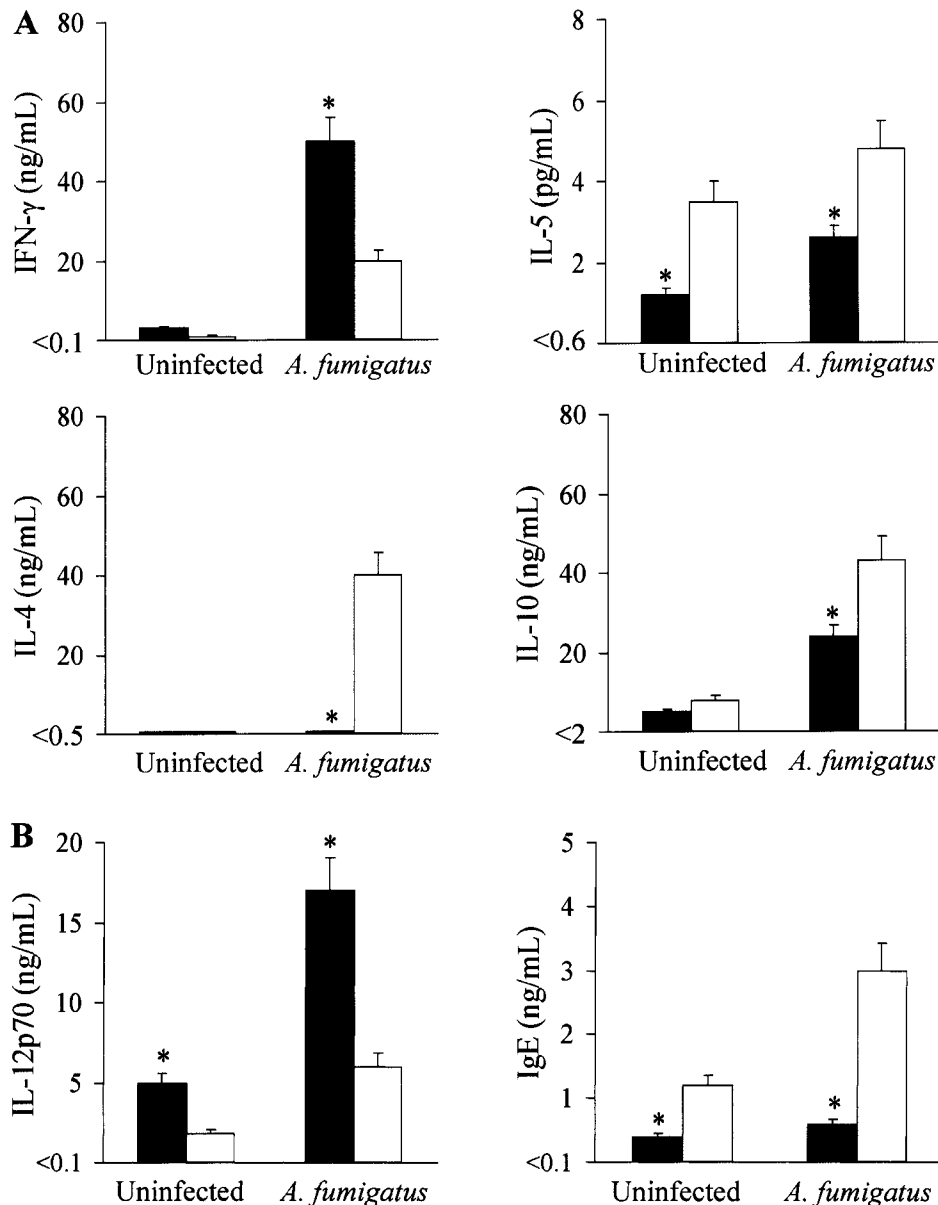 A
IFN-γ (ng/mL)
80
60
40
20
<0.1
*
Uninfected
A. fumigatus
IL-5 (pg/mL)
8
6
4
2
<0.6
*
*
Uninfected
A. fumigatus
IL-4 (ng/mL)
80
60
40
20
<0.5
*
Uninfected
A. fumigatus
IL-10 (ng/mL)
80
60
40
20
<2
*
Uninfected
A. fumigatus
B
IL-12p70 (ng/mL)
20
15
10
5
<0.1
*
*
Uninfected
A. fumigatus
IgE (ng/mL)
5
4
3
2
1
<0.1
*
*
Uninfected
A. fumigatus